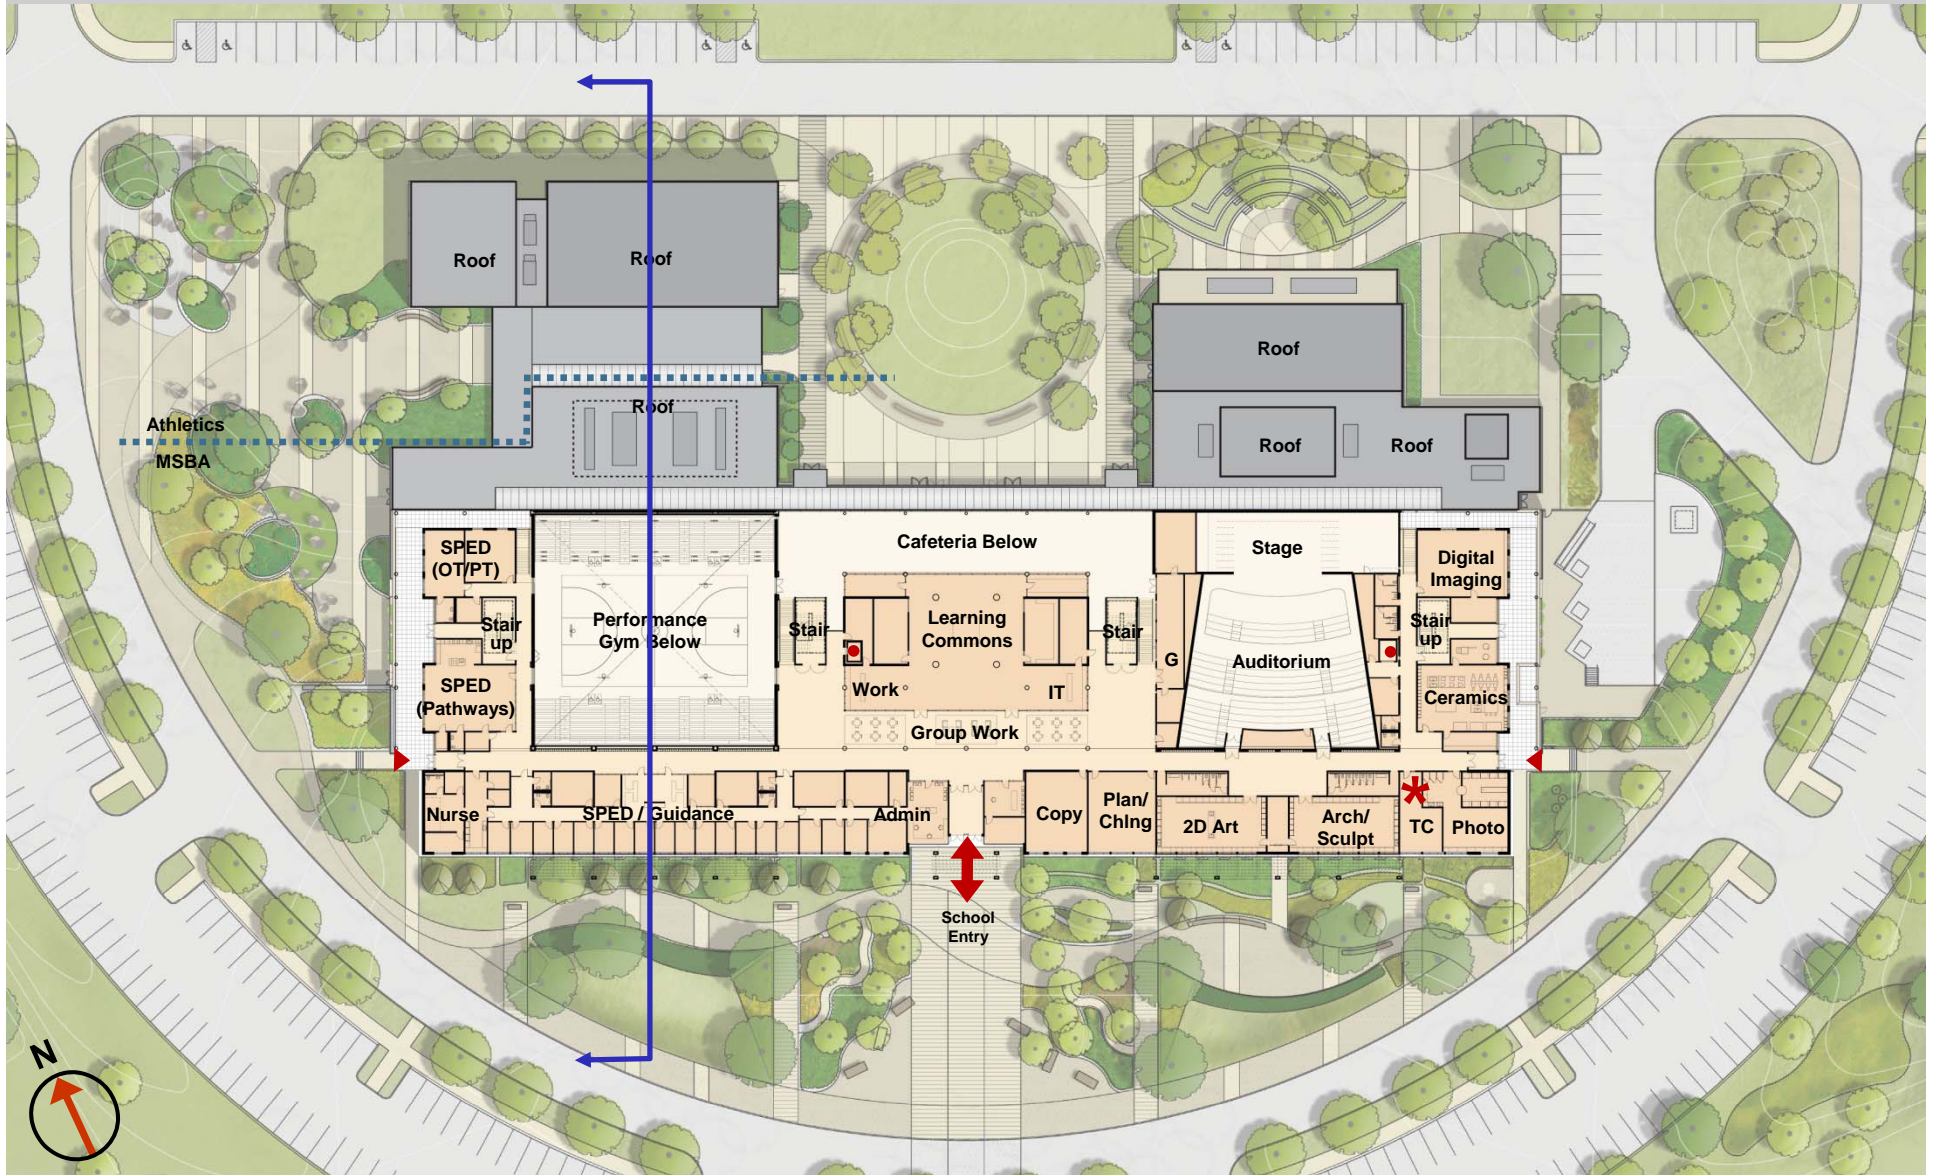 Roof
Roof
Roof
Roof
Athletics
MSBA
Roof
Roof
SPED
(OT/PT)
Cafeteria Below
Stage
Digital
Imaging
Stair
up
Performance
Gym Below
Stair
Learning
Commons
Stair
Stair
up
G
Auditorium
SPED
(Pathways)
Work
IT
Ceramics
Group Work
Nurse
SPED / Guidance
Admin
Copy
Plan/
Chlng
2D Art
Arch/
Sculpt
*
TC
Photo
School
Entry
N